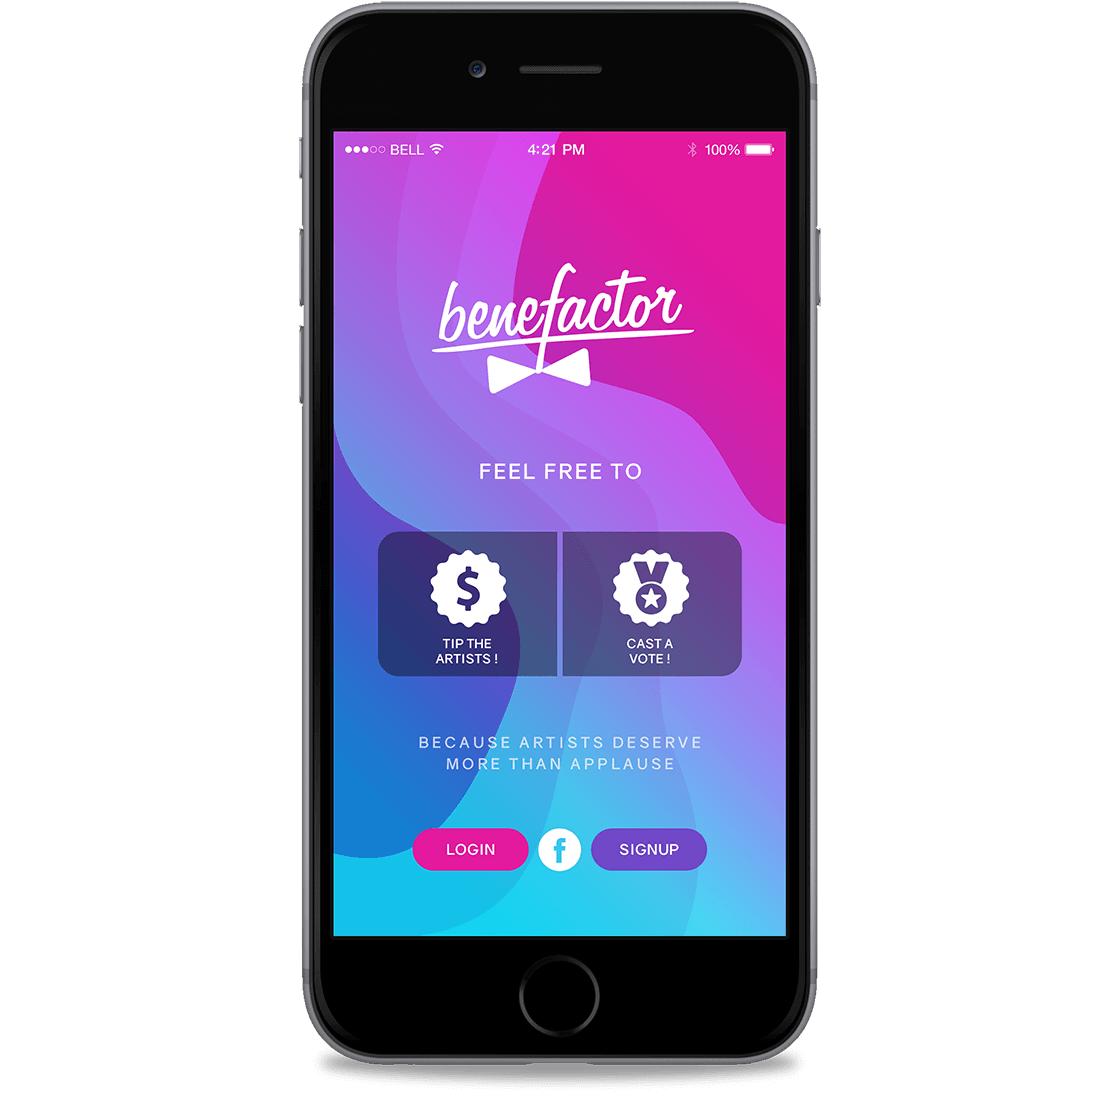 BELL 4:21 PM 100%
benefactor
FEEL FREE TO
$
TIP THE
ARTISTS !
CAST A
VOTE !
BECAUSE ARTISTS DESERVE
MORE THAN APPLAUSE
LOGIN f SIGNUP